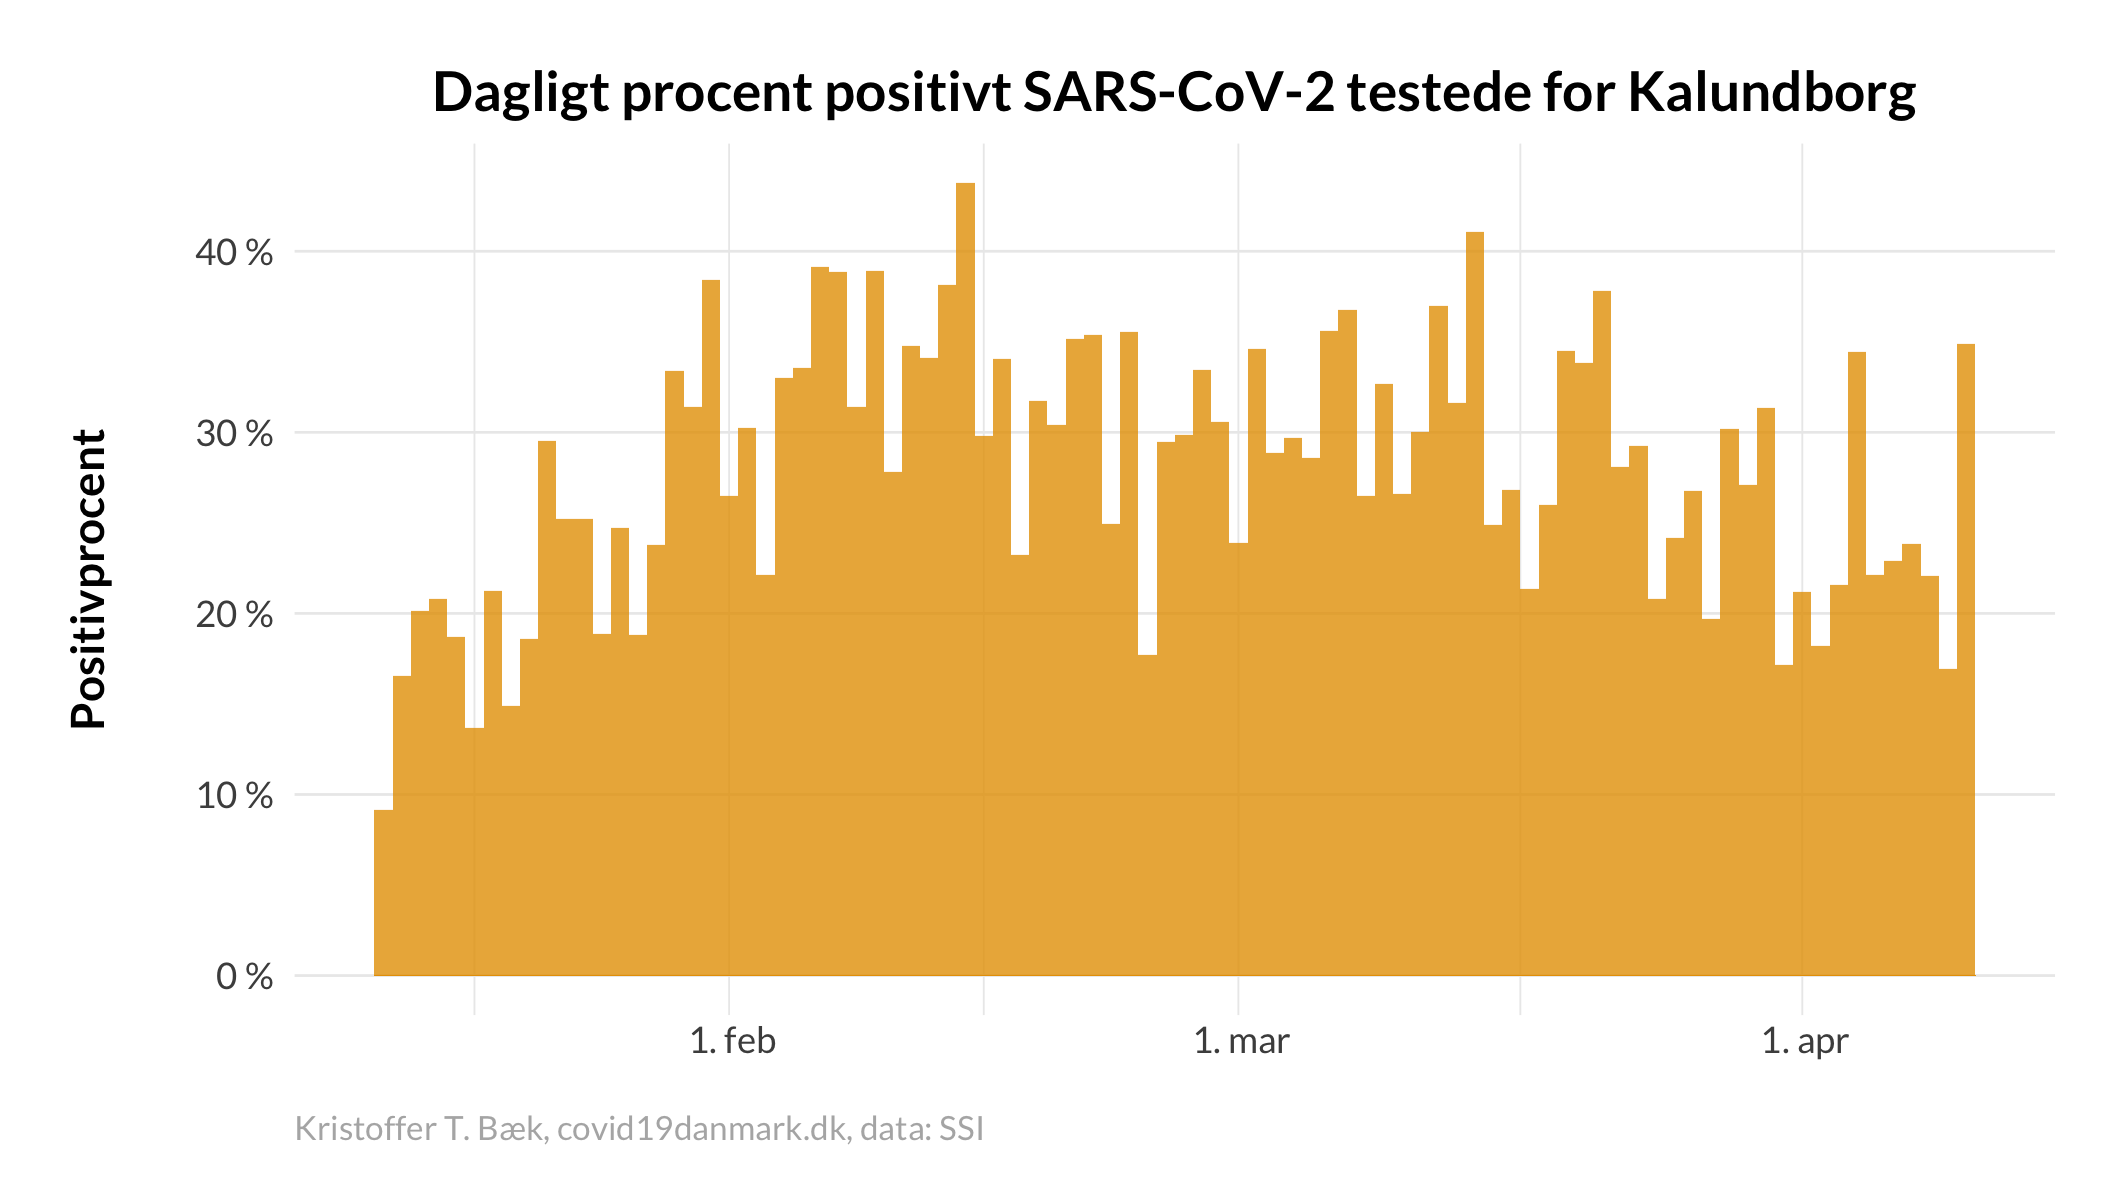 Dagligt procent positivt SARS-CoV-2 testede for Kalundborg
Positivprocent
40 %
30 %
20 %
10 %
0 %
1. feb
1. mar
1. apr
Kristoffer T. Bæk, covid19danmark.dk, data: SSI